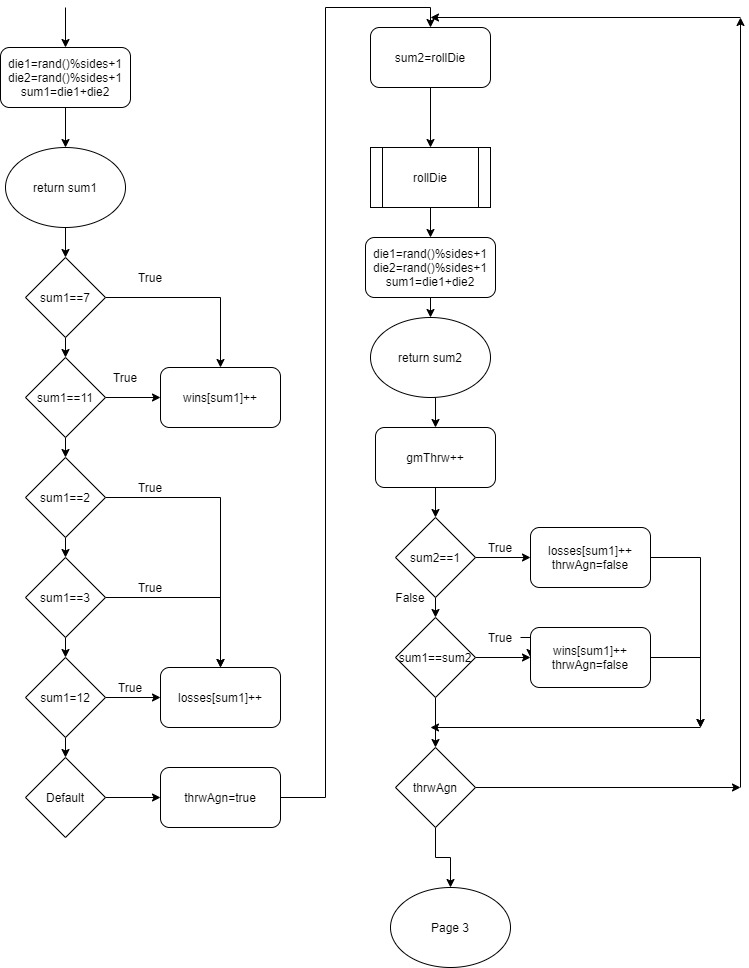 die1=rand()%sides+1
die2=rand()%sides+1
sum1=die1+die2
return sum1
sum1==7
True
sum1==11
True
wins[sum1]++
sum1==2
True
sum1==3
True
sum1=12
True
losses[sum1]++
Default
thrwAgn=true
sum2=rollDie
rollDie
die1=rand()%sides+1
die2=rand()%sides+1
sum1=die1+die2
return sum2
gmThrw++
sum2==1
True
losses[sum1]++
thrwAgn=false
False
sum1==sum2
True
wins[sum1]++
thrwAgn=false
thrwAgn
Page 3